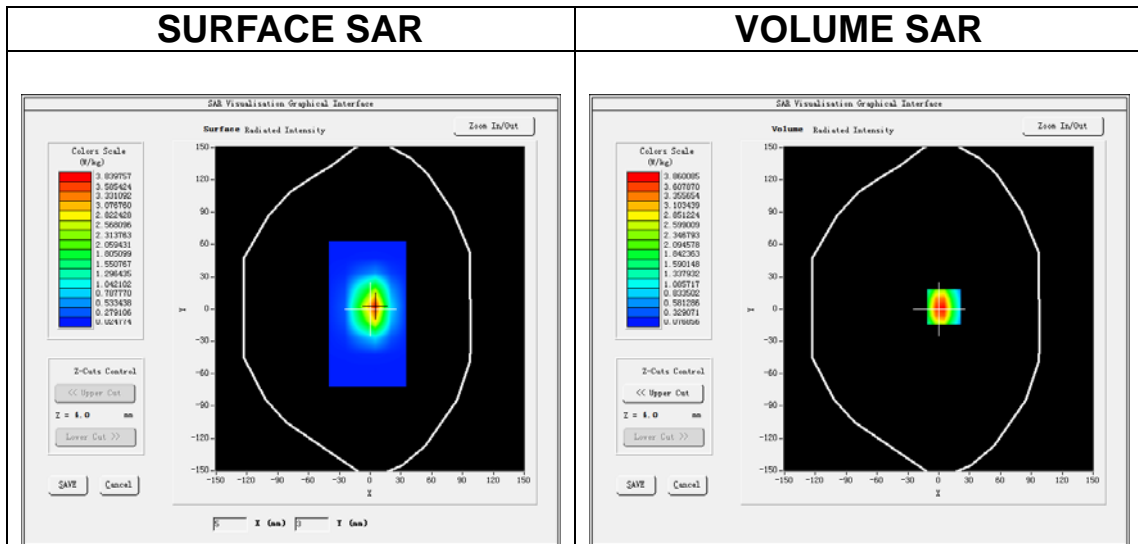 SURFACE SAR
VOLUME SAR
SAR Visualisation Graphical Interface
Surface Radiated Intensity
Zoom In/Out
Colors Scale
(W/kg)
3.839757
3.585424
3.331092
3.076760
2.822428
2.568096
2.313763
2.059431
1.805099
1.550767
1.296435
1.042102
0.787770
0.533438
0.279106
0.024774
Z-Cuts Control
<< Upper Cut
Z = 4.0 mm
Lower Cut >>
SAVE
Cancel
150
120
90
60
30
0
-30
-60
-90
-120
-150
Y
-150 -120 -90 -60 -30 0 30 60 90 120 150
X
5 X (mm) 3 Y (mm)
SAR Visualisation Graphical Interface
Volume Radiated Intensity
Zoom In/Out
Colors Scale
(W/kg)
3.860085
3.607870
3.355654
3.103439
2.851224
2.599009
2.346793
2.094578
1.842363
1.590148
1.337932
1.085717
0.833502
0.581286
0.329071
0.076856
Z-Cuts Control
<< Upper Cut
Z = 4.0 mm
Lower Cut >>
SAVE
Cancel
150
120
90
60
30
0
-30
-60
-90
-120
-150
Y
-150 -120 -90 -60 -30 0 30 60 90 120 150
X